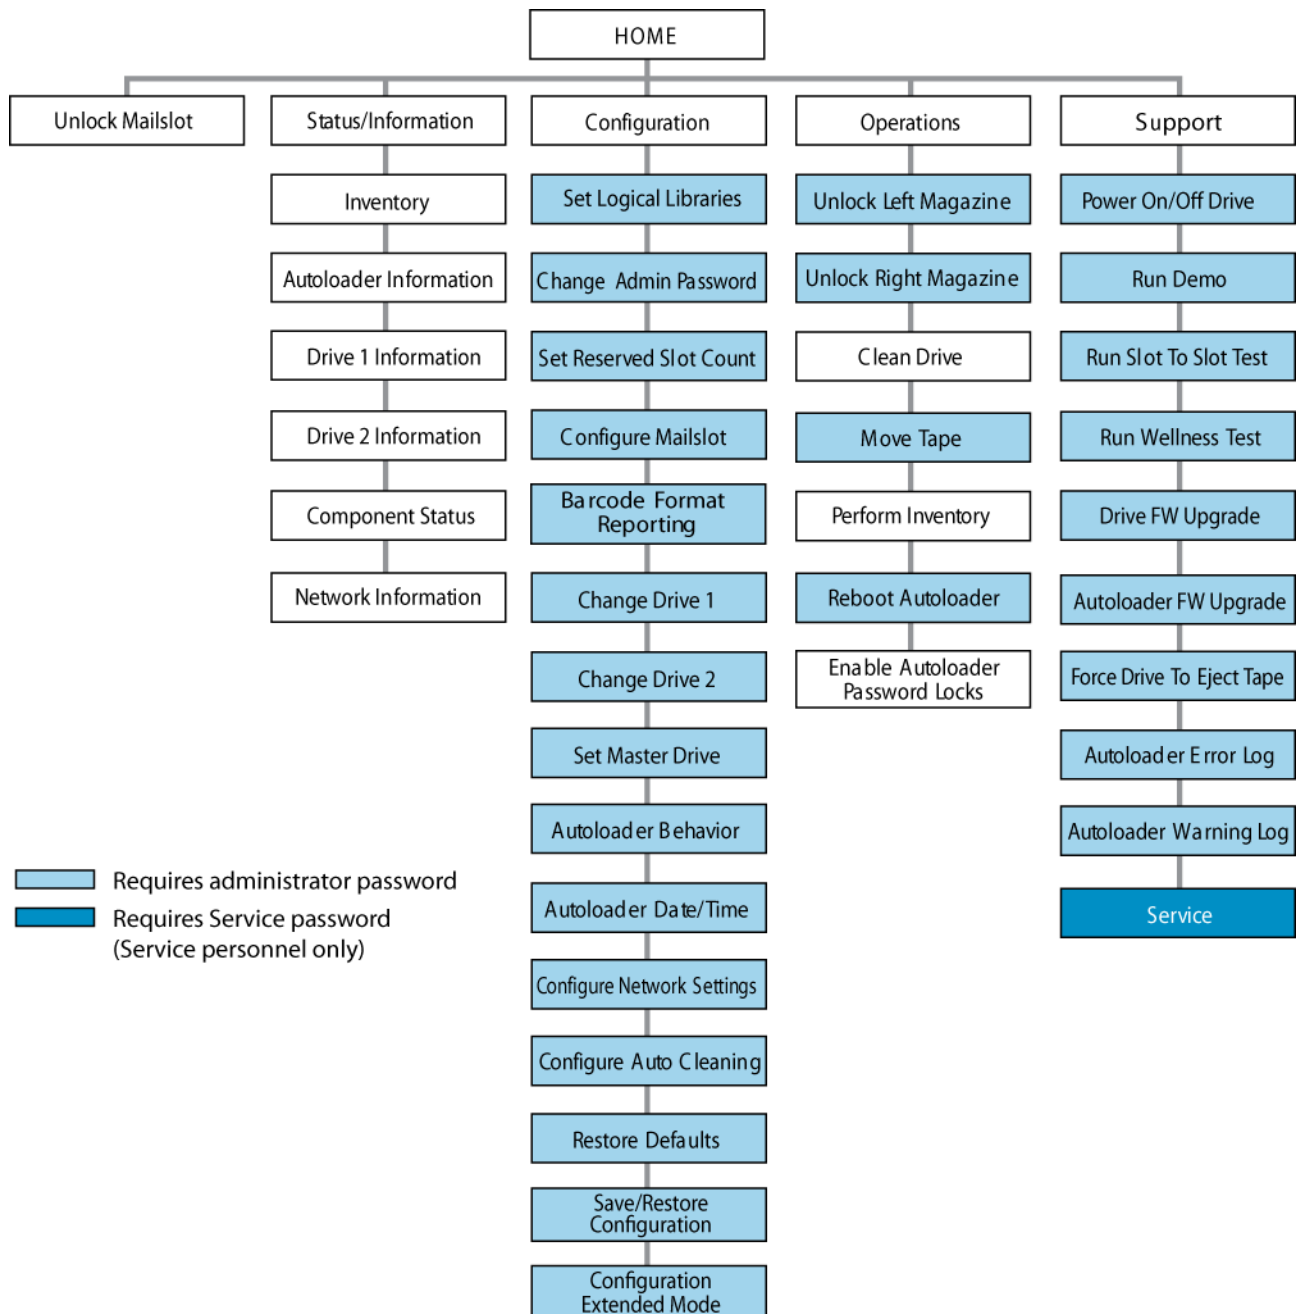 HOME
Unlock Mailslot
Status/Information
Configuration
Operations
Support
Inventory
Autoloader Information
Drive 1 Information
Drive 2 Information
Component Status
Network Information
Set Logical Libraries
Change Admin Password
Set Reserved Slot Count
Configure Mailslot
Barcode Format
Reporting
Change Drive 1
Change Drive 2
Set Master Drive
Autoloader Behavior
Autoloader Date/Time
Configure Network Settings
Configure Auto Cleaning
Restore Defaults
Save/Restore
Configuration
Configuration
Extended Mode
Unlock Left Magazine
Unlock Right Magazine
Clean Drive
Move Tape
Perform Inventory
Reboot Autoloader
Enable Autoloader
Password Locks
Power On/Off Drive
Run Demo
Run Slot To Slot Test
Run Wellness Test
Drive FW Upgrade
Autoloader FW Upgrade
Force Drive To Eject Tape
Autoloader Error Log
Autoloader Warning Log
Service
Requires administrator password
Requires Service password
(Service personnel only)